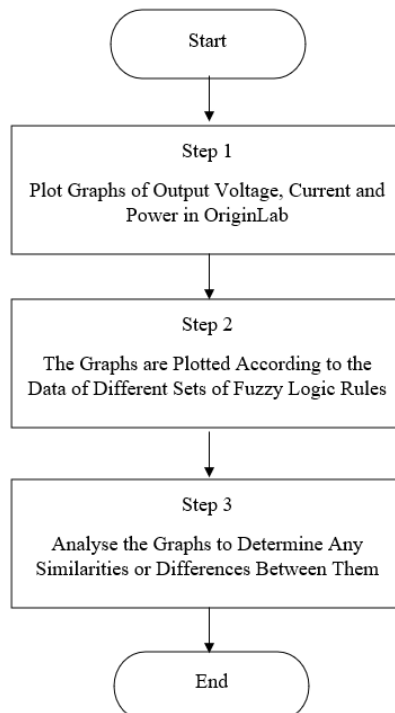 Start
Step 1
Plot Graphs of Output Voltage, Current and
Power in OriginLab
Step 2
The Graphs are Plotted According to the
Data of Different Sets of Fuzzy Logic Rules
Step 3
Analyse the Graphs to Determine Any
Similarities or Differences Between Them
End